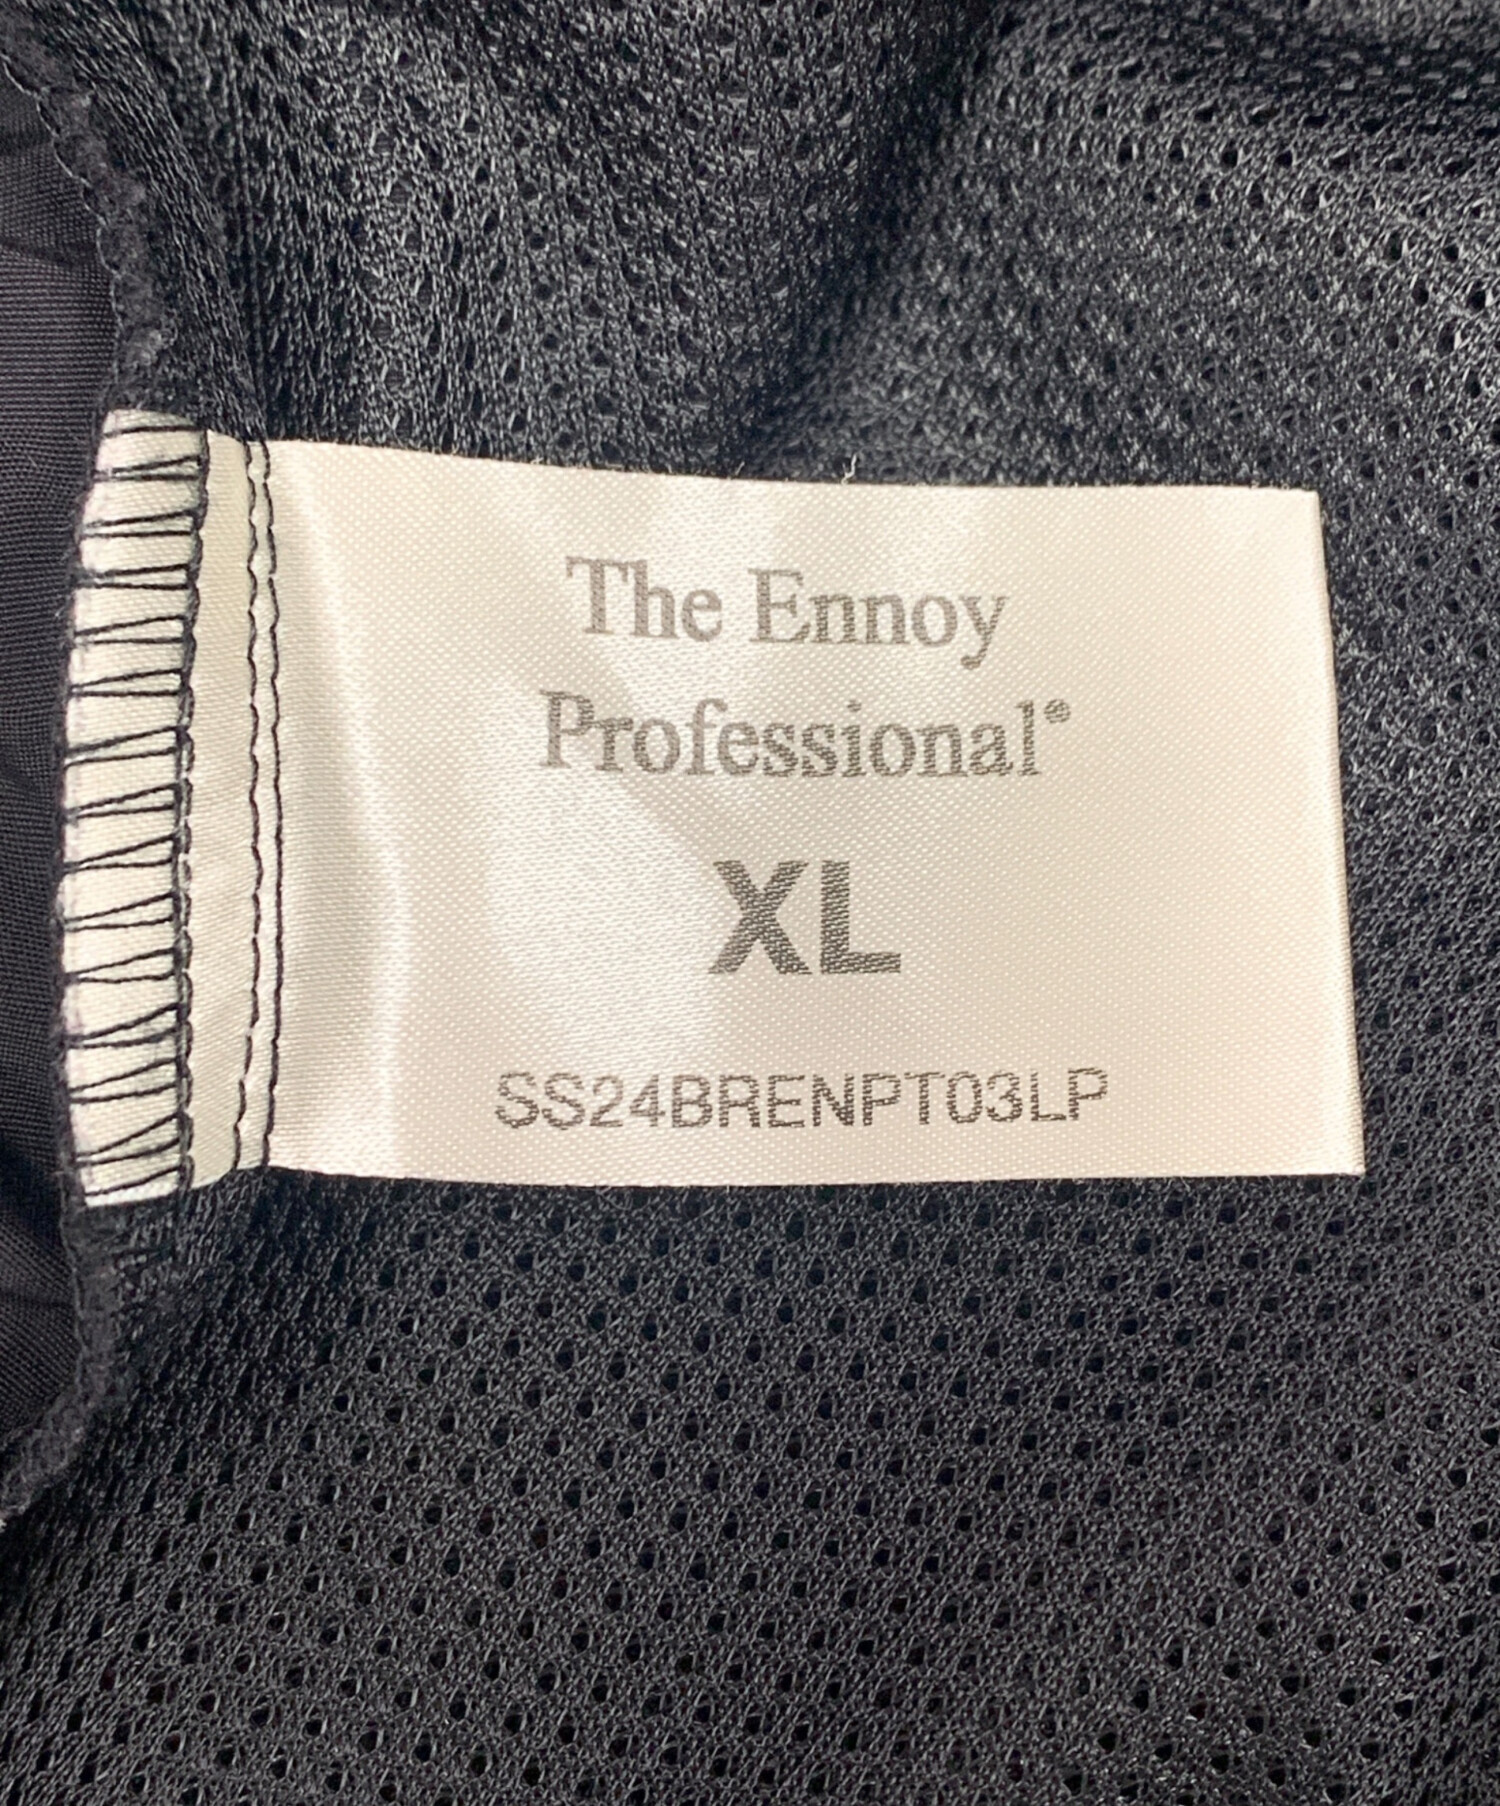 The Ennoy
Professional®
XL
SS24BRENPT03LP